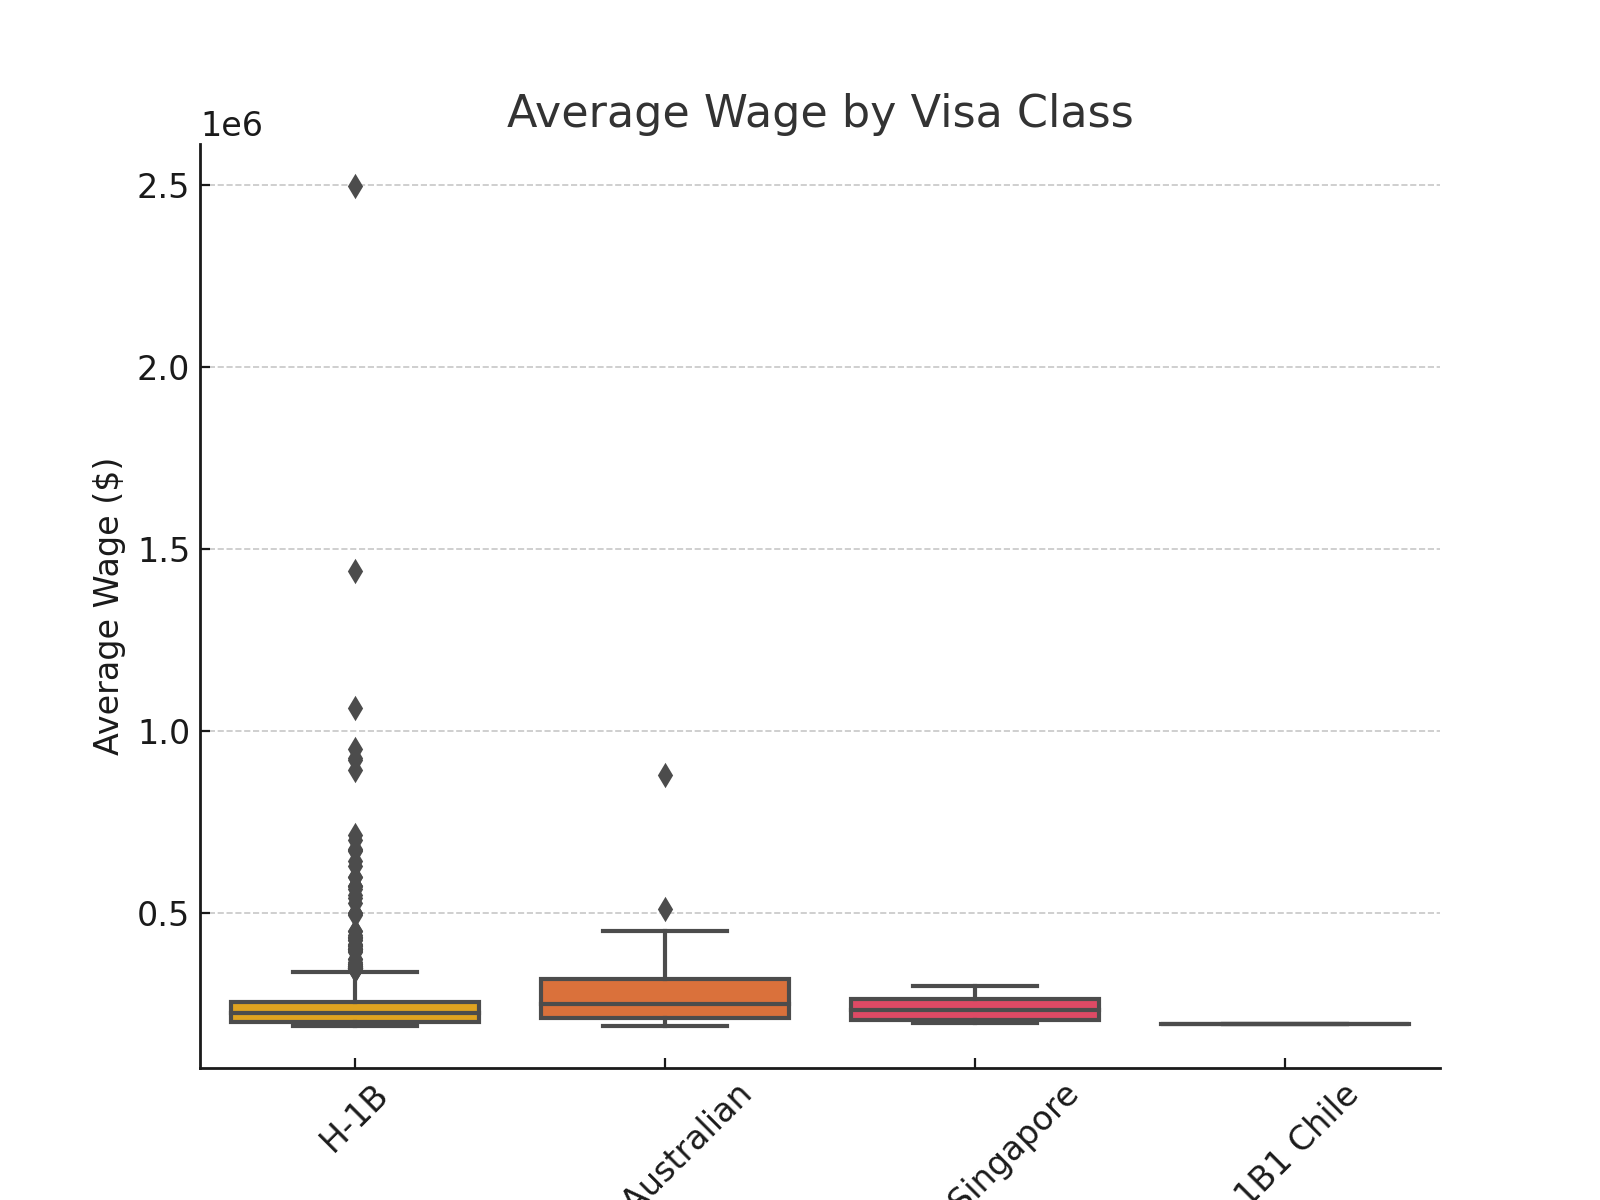 Average Wage by Visa Class
1e6
2.5
2.0
1.5
1.0
0.5
Average Wage ($)
H-1B
Australian
Singapore
1B1 Chile